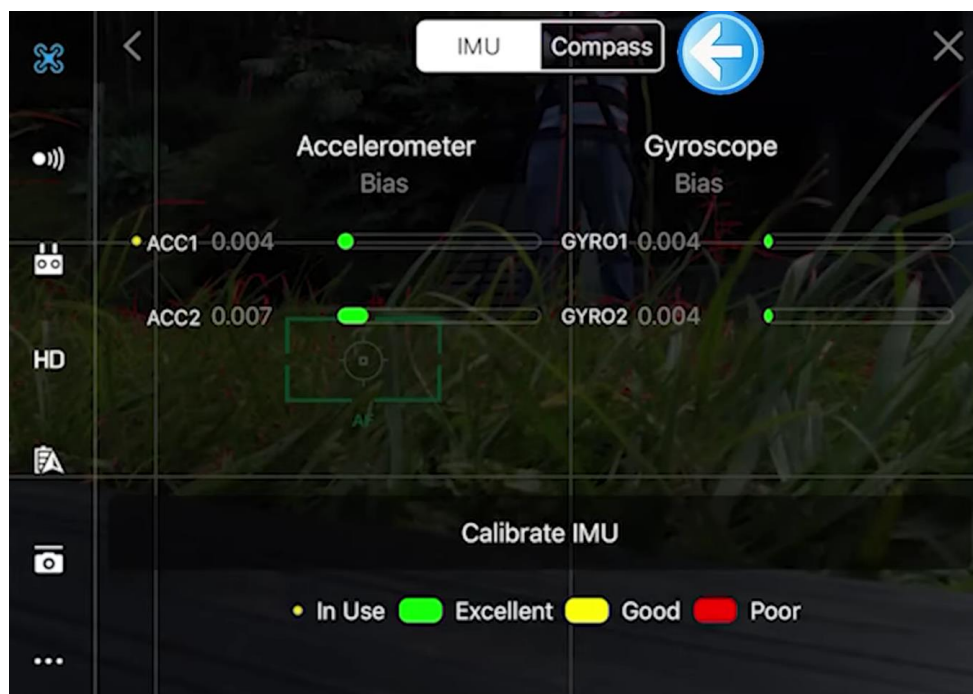 IMU Compass
Accelerometer Gyroscope
Bias Bias
ACC1 0.004 GYRO1 0.004
ACC2 0.007 GYRO2 0.004
HD
AF
Calibrate IMU
In Use Excellent Good Poor